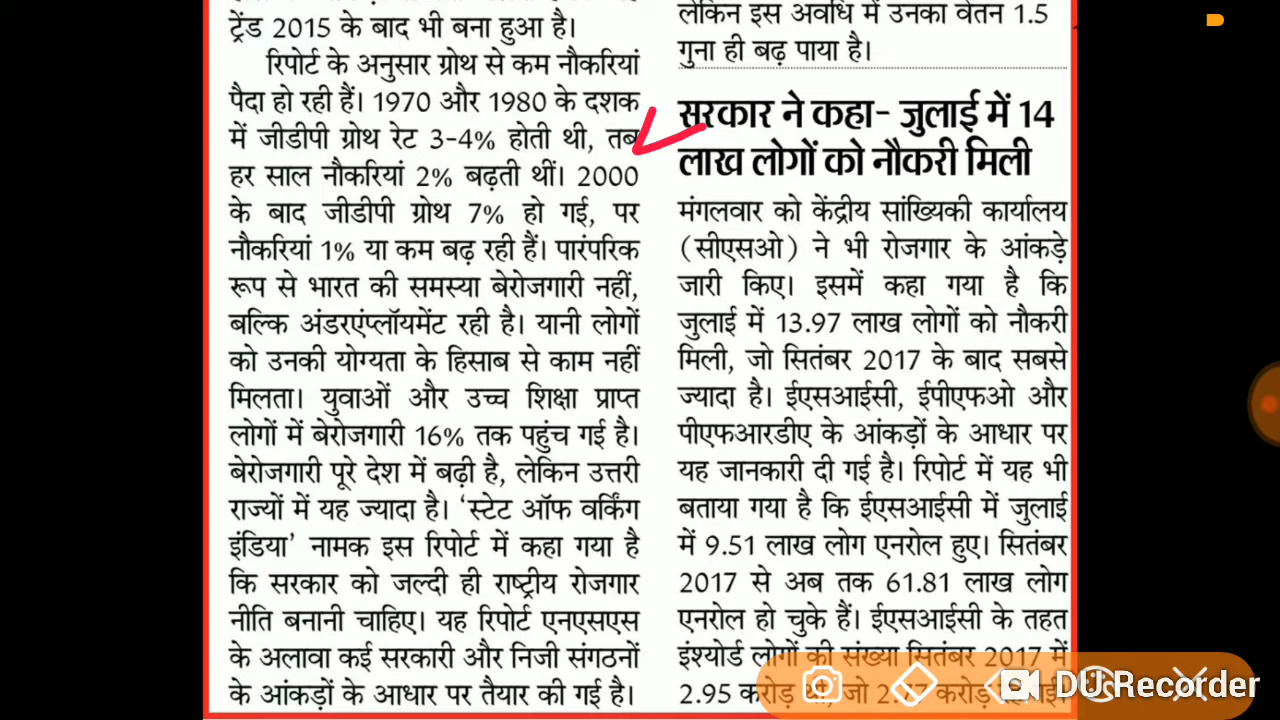 ट्रेंड 2015 के बाद भी बना हुआ है।
रिपोर्ट के अनुसार ग्रोथ से कम नौकरियां
पैदा हो रही हैं। 1970 और 1980 के दशक
में जीडीपी ग्रोथ रेट 3-4% होती थी, तब
हर साल नौकरियां 2% बढ़ती थीं। 2000
के बाद जीडीपी ग्रोथ 7% हो गई, पर
नौकरियां 1% या कम बढ़ रही हैं। पारंपरिक
रूप से भारत की समस्या बेरोजगारी नहीं,
बल्कि अंडरएंप्लॉयमेंट रही है। यानी लोगों
को उनकी योग्यता के हिसाब से काम नहीं
मिलता। युवाओं और उच्च शिक्षा प्राप्त
लोगों में बेरोजगारी 16% तक पहुंच गई है।
बेरोजगारी पूरे देश में बढ़ी है, लेकिन उत्तरी
राज्यों में यह ज्यादा है। ‘स्टेट ऑफ वर्किंग
इंडिया’ नामक इस रिपोर्ट में कहा गया है
कि सरकार को जल्दी ही राष्ट्रीय रोजगार
नीति बनानी चाहिए। यह रिपोर्ट एनएसएस
के अलावा कई सरकारी और निजी संगठनों
के आंकड़ों के आधार पर तैयार की गई है।
लेकिन इस अवधि में उनका वेतन 1.5
गुना ही बढ़ पाया है।
सरकार ने कहा- जुलाई में 14
लाख लोगों को नौकरी मिली
मंगलवार को केंद्रीय सांख्यिकी कार्यालय
(सीएसओ) ने भी रोजगार के आंकड़े
जारी किए। इसमें कहा गया है कि
जुलाई में 13.97 लाख लोगों को नौकरी
मिली, जो सितंबर 2017 के बाद सबसे
ज्यादा है। ईएसआईसी, ईपीएफओ और
पीएफआरडीए के आंकड़ों के आधार पर
यह जानकारी दी गई है। रिपोर्ट में यह भी
बताया गया है कि ईएसआईसी में जुलाई
में 9.51 लाख लोग एनरोल हुए। सितंबर
2017 से अब तक 61.81 लाख लोग
एनरोल हो चुके हैं। ईएसआईसी के तहत
इंश्योर्ड लोगों की संख्या सितंबर 2017 में
2.95 करोड़ थी, जो करोड़
DU Recorder